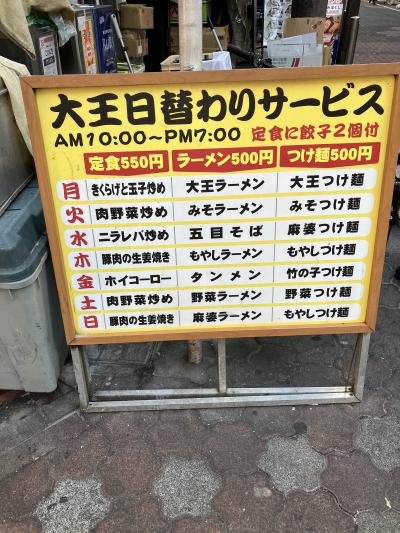 大王日替わりサービス
AM10:00～PM7:00 定食に餃子2個付
定食550円 ラーメン500円 つけ麺500円
月 きくらげと玉子炒め 大王ラーメン 大王つけ麺
火 肉野菜炒め みそラーメン みそつけ麺
水 ニラレバ炒め 五目そば 麻婆つけ麺
木 豚肉の生姜焼き もやしラーメン もやしつけ麺
金 ホイコーロー タンメン 竹の子つけ麺
土 肉野菜炒め 野菜ラーメン 野菜つけ麺
日 豚肉の生姜焼き 麻婆ラーメン もやしつけ麺